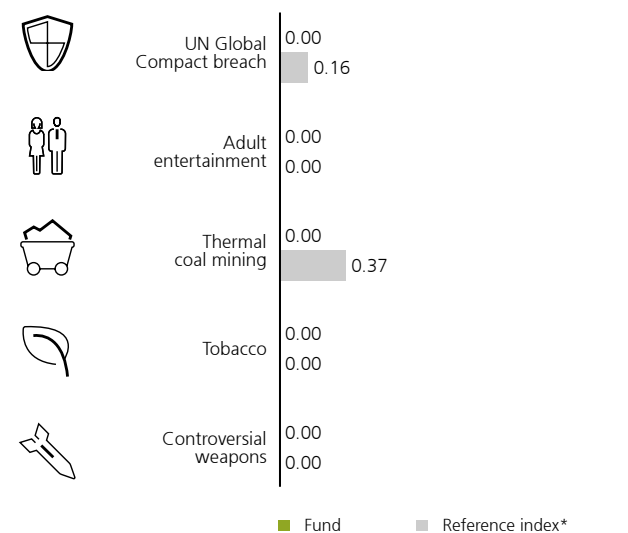 UN Global
Compact breach
0.00
0.16
Adult
entertainment
0.00
0.00
Thermal
coal mining
0.00
0.37
Tobacco
0.00
0.00
Controversial
weapons
0.00
0.00
Fund
Reference index*